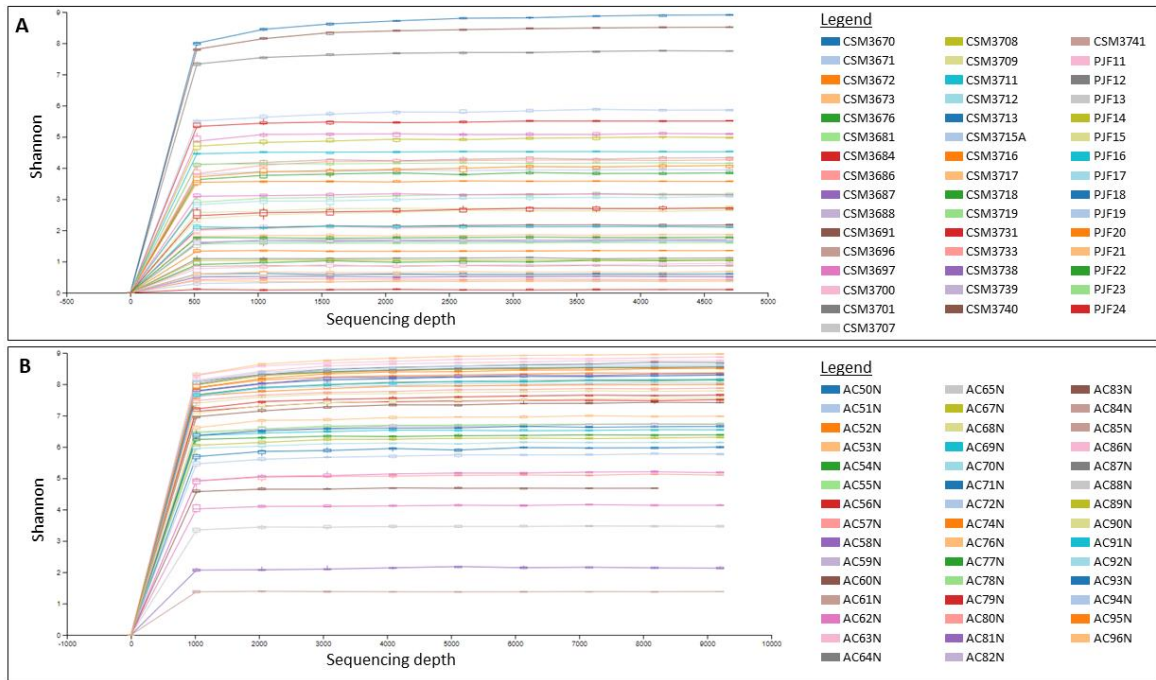 A
9
8
7
6
5
4
3
2
1
0
Shannon
-500 0 500 1000 1500 2000 2500 3000 3500 4000 4500 5000
Sequencing depth
Legend
CSM3670 CSM3708 CSM3741
CSM3671 CSM3709 PJF11
CSM3672 CSM3711 PJF12
CSM3673 CSM3712 PJF13
CSM3676 CSM3713 PJF14
CSM3681 CSM3715A PJF15
CSM3684 CSM3716 PJF16
CSM3686 CSM3717 PJF17
CSM3687 CSM3718 PJF18
CSM3688 CSM3719 PJF19
CSM3691 CSM3731 PJF20
CSM3696 CSM3733 PJF21
CSM3697 CSM3738 PJF22
CSM3700 CSM3739 PJF23
CSM3701 CSM3740 PJF24
CSM3707
B
9
8
7
6
5
4
3
2
1
0
Shannon
-1000 0 1000 2000 3000 4000 5000 6000 7000 8000 9000 10000
Sequencing depth
Legend
AC50N AC65N AC83N
AC51N AC67N AC84N
AC52N AC68N AC85N
AC53N AC69N AC86N
AC54N AC70N AC87N
AC55N AC71N AC88N
AC56N AC72N AC89N
AC57N AC74N AC90N
AC58N AC76N AC91N
AC59N AC77N AC92N
AC60N AC78N AC93N
AC61N AC79N AC94N
AC62N AC80N AC95N
AC63N AC81N AC96N
AC64N AC82N